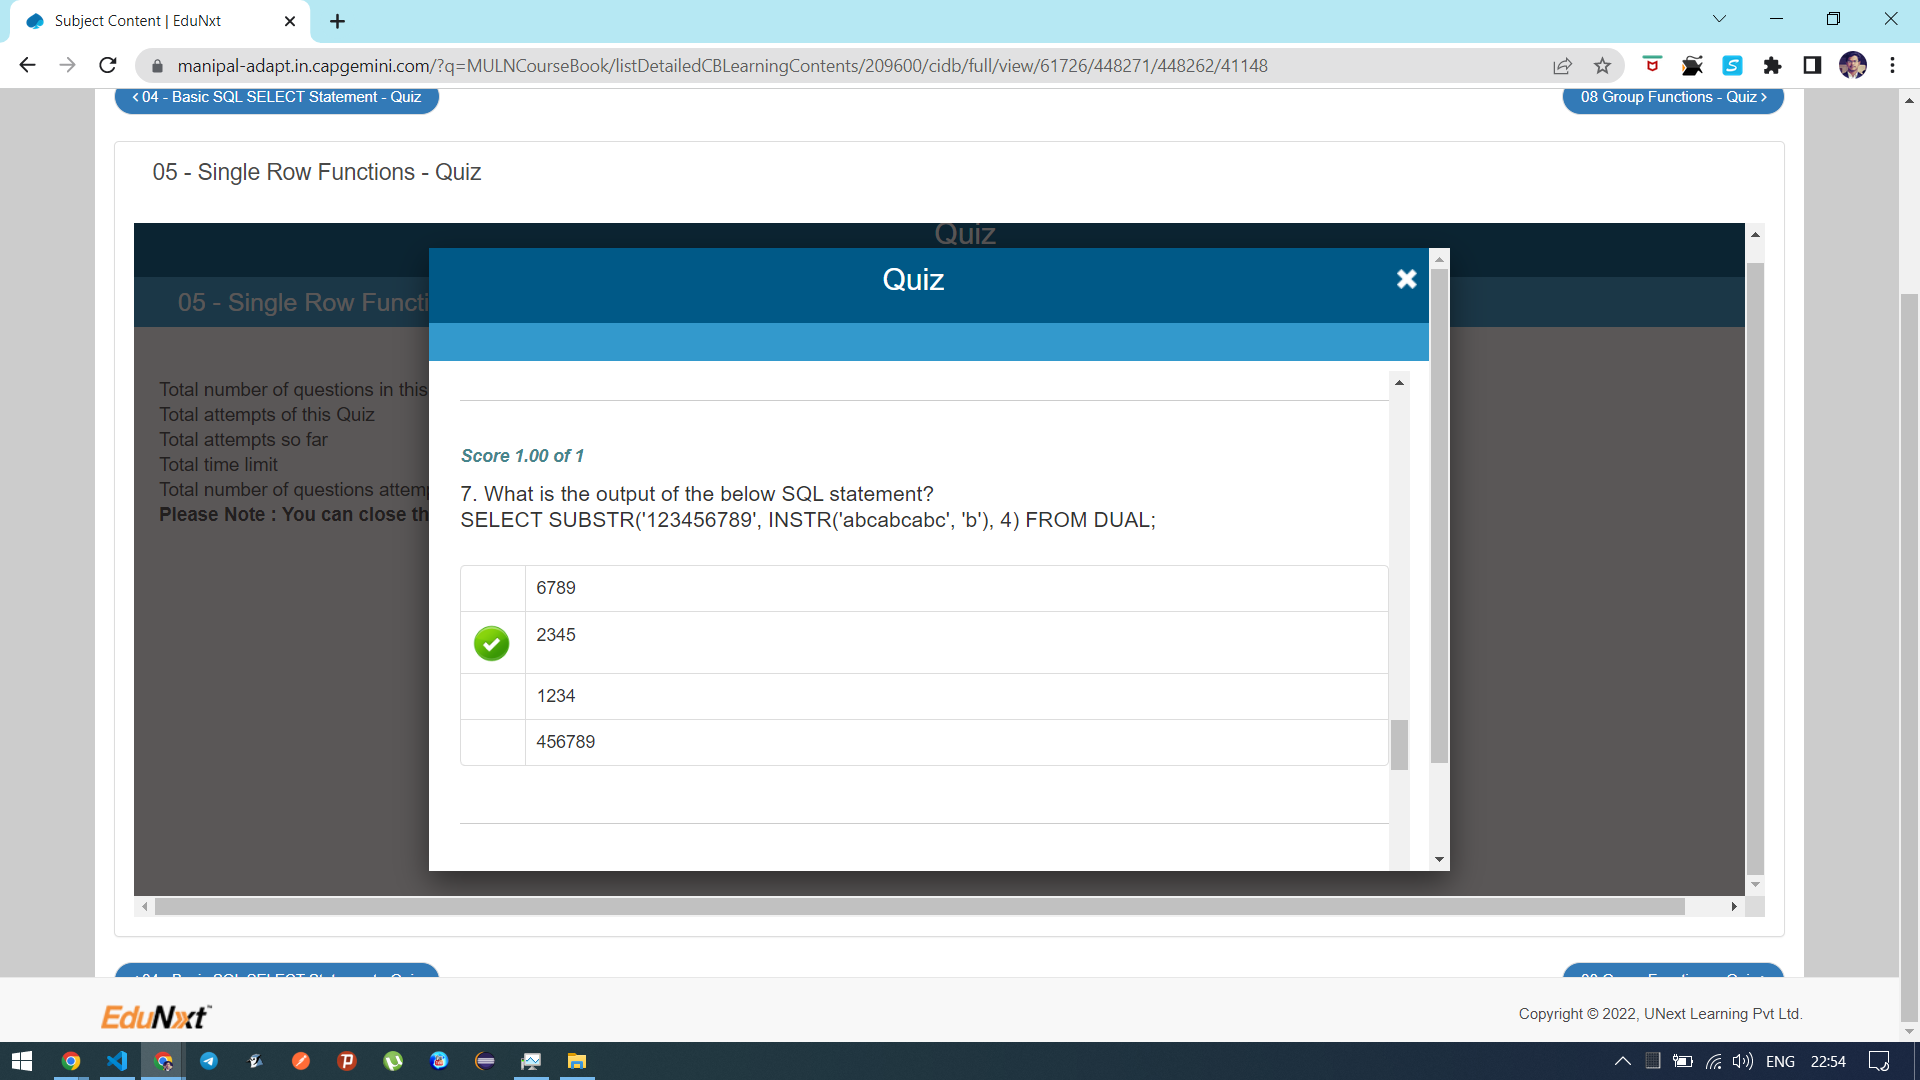 Subject Content | EduNxt
manipal-adapt.in.capgemini.com/?q=MULNCourseBook/listDetailedCBLearningContents/209600/cidb/full/view/61726/448271/448262/41148
‹ 04 - Basic SQL SELECT Statement - Quiz
08 Group Functions - Quiz ›
05 - Single Row Functions - Quiz
Quiz
05 - Single Row Functi
Total number of questions in this
Total attempts of this Quiz
Total attempts so far
Total time limit
Total number of questions attem
Please Note : You can close th
Quiz
Score 1.00 of 1
7. What is the output of the below SQL statement?
SELECT SUBSTR('123456789', INSTR('abcabcabc', 'b'), 4) FROM DUAL;
6789
2345
1234
456789
EduNxt™
Copyright © 2022, UNext Learning Pvt Ltd.
ENG
22:54